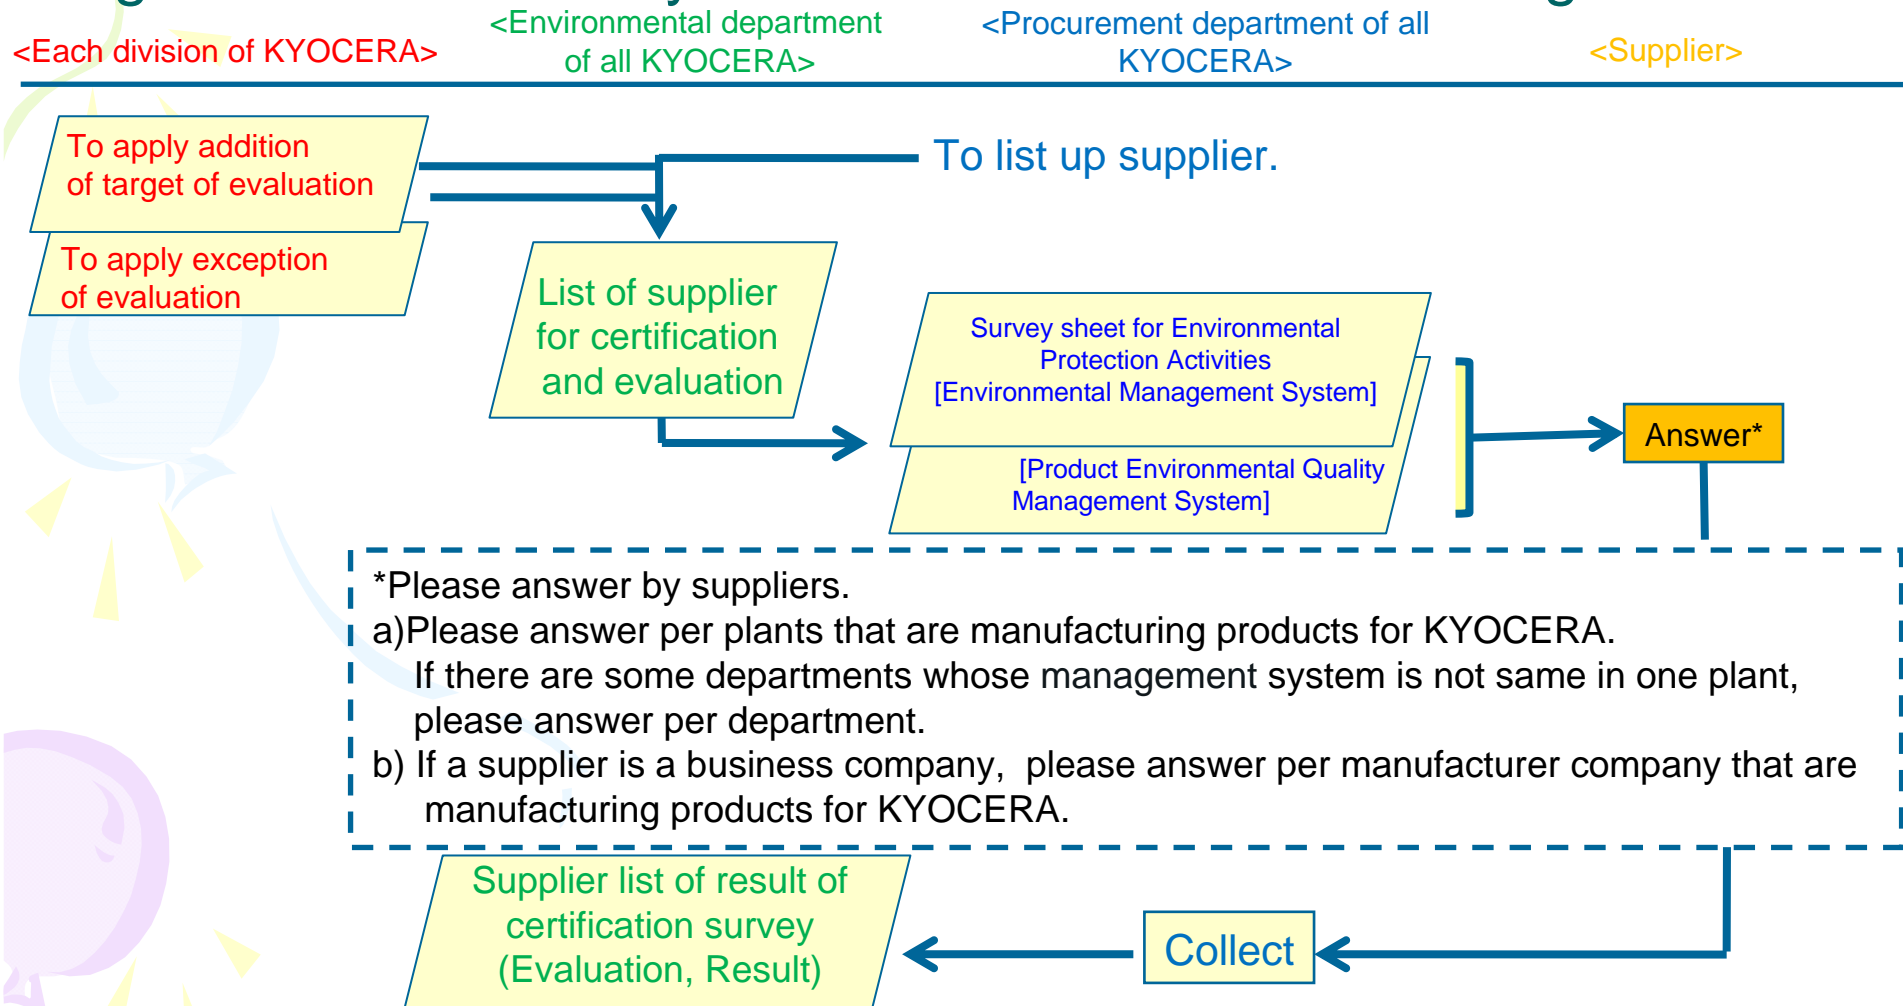 <Each division of KYOCERA>
<Environmental department
of all KYOCERA>
<Procurement department of all
KYOCERA>
<Supplier>
To apply addition
of target of evaluation
To list up supplier.
To apply exception
of evaluation
List of supplier
for certification
and evaluation
Survey sheet for Environmental
Protection Activities
[Environmental Management System]
[Product Environmental Quality
Management System]
Answer*
*Please answer by suppliers.
a)Please answer per plants that are manufacturing products for KYOCERA.
If there are some departments whose management system is not same in one plant,
please answer per department.
b) If a supplier is a business company,  please answer per manufacturer company that are
manufacturing products for KYOCERA.
Supplier list of result of
certification survey
(Evaluation, Result)
Collect